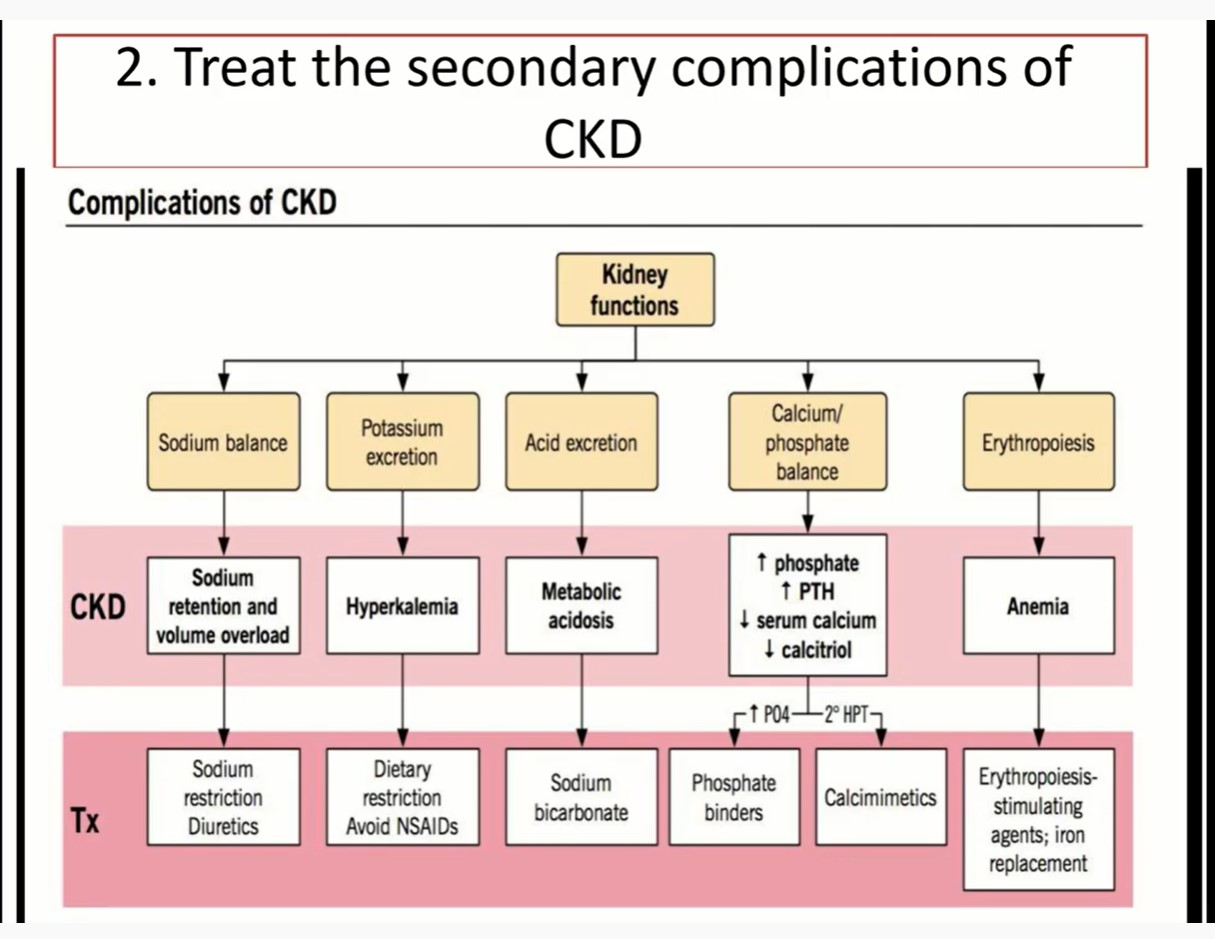 2. Treat the secondary complications of
CKD
Complications of CKD
Kidney
functions
Sodium balance
Potassium
excretion
Acid excretion
Calcium/
phosphate
balance
Erythropoiesis
CKD
Sodium
retention and
volume overload
Hyperkalemia
Metabolic
acidosis
↑ phosphate
↑ PTH
↓ serum calcium
↓ calcitriol
Anemia
↑ PO4
2° HPT
Tx
Sodium
restriction
Diuretics
Dietary
restriction
Avoid NSAIDs
Sodium
bicarbonate
Phosphate
binders
Calcimimetics
Erythropoiesis-
stimulating
agents; iron
replacement